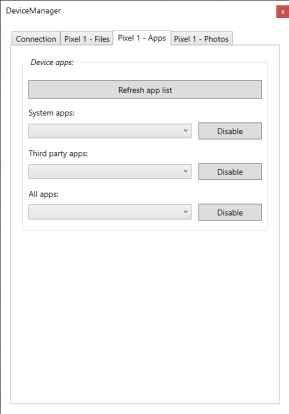 DeviceManager
x
Connection Pixel 1 - Files Pixel 1 - Apps Pixel 1 - Photos
Device apps:
Refresh app list
System apps:
Disable
Third party apps:
Disable
All apps:
Disable